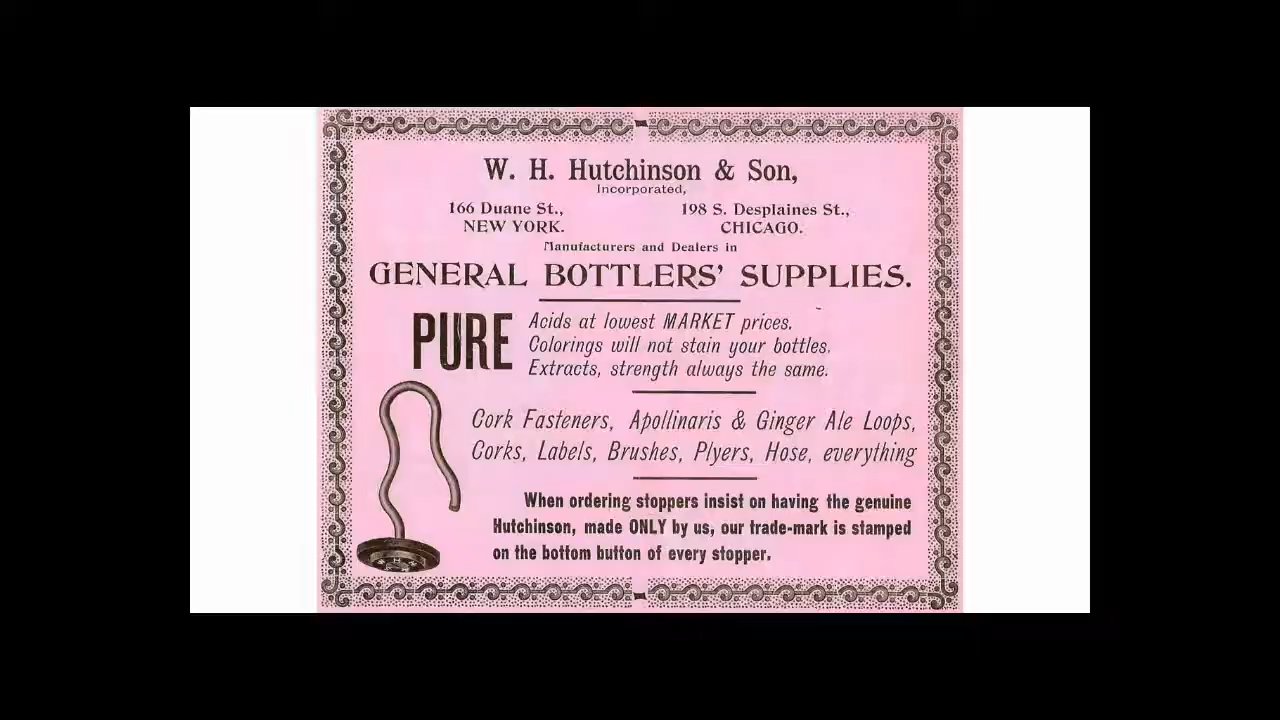 W. H. Hutchinson & Son,
Incorporated,
166 Duane St., 198 S. Desplaines St.,
NEW YORK. CHICAGO.
Manufacturers and Dealers in
GENERAL BOTTLERS' SUPPLIES.
PURE
Acids at lowest MARKET prices.
Colorings will not stain your bottles.
Extracts, strength always the same.
Cork Fasteners, Apollinaris & Ginger Ale Loops,
Corks, Labels, Brushes, Plyers, Hose, everything
When ordering stoppers insist on having the genuine
Hutchinson, made ONLY by us, our trade-mark is stamped
on the bottom button of every stopper.